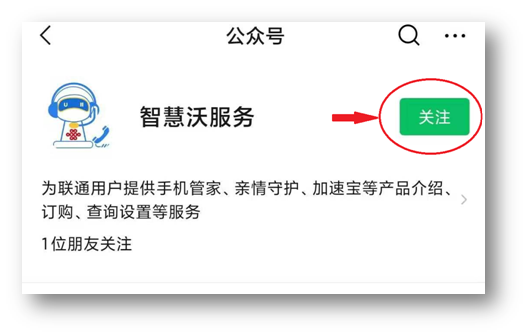 公众号
智慧沃服务
关注
为联通用户提供手机管家、亲情守护、加速宝等产品介绍、
订购、查询设置等服务
1位朋友关注